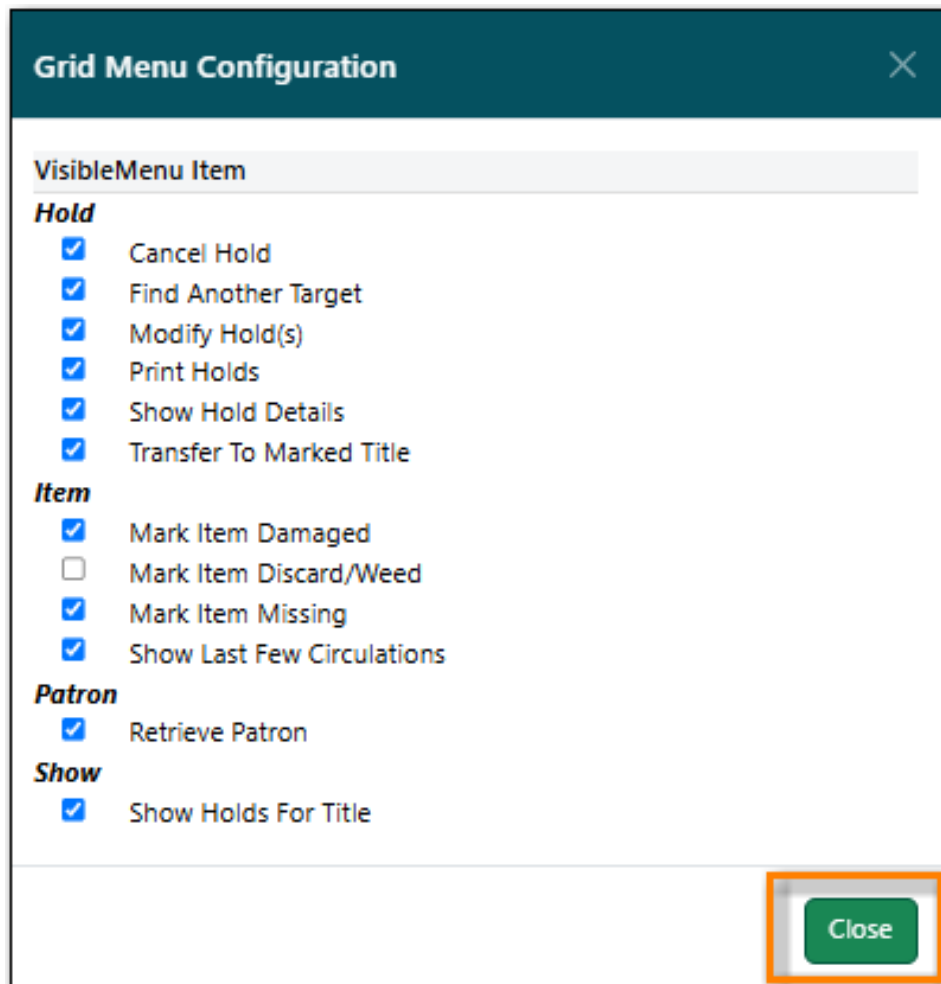 Grid Menu Configuration
VisibleMenu Item
Hold
Cancel Hold
Find Another Target
Modify Hold(s)
Print Holds
Show Hold Details
Transfer To Marked Title
Item
Mark Item Damaged
Mark Item Discard/Weed
Mark Item Missing
Show Last Few Circulations
Patron
Retrieve Patron
Show
Show Holds For Title
Close